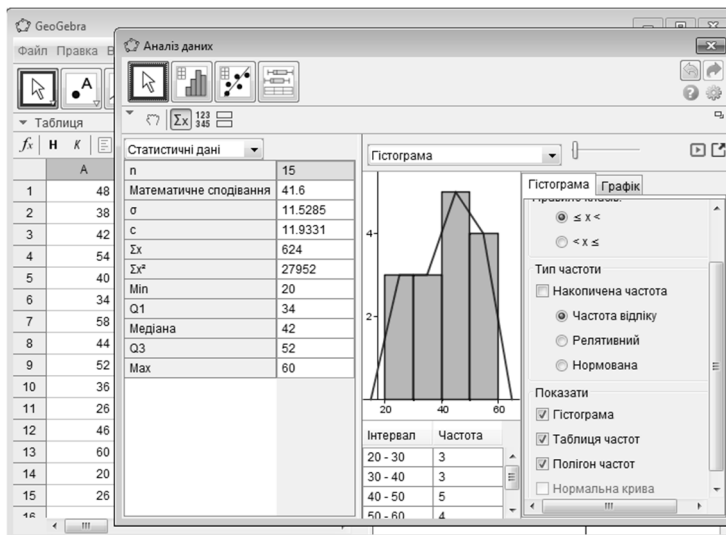 GeoGebra
Файл Правка В
Аналіз даних
A
Σx 123
345
Таблиця
fx Н К
A
1 48
2 38
3 42
4 54
5 40
6 34
7 58
8 44
9 52
10 36
11 26
12 46
13 60
14 20
15 26
16
Статистичні дані
n 15
Математичне сподівання 41.6
σ 11.5285
с 11.9331
Σx 624
Σx² 27952
Min 20
Q1 34
Медіана 42
Q3 52
Max 60
Гістограма
4
2
20 40 60
Інтервал Частота
20 - 30 3
30 - 40 3
40 - 50 5
50 - 60 4
Гістограма Графік
≤ x <
< x ≤
Тип частоти
Накопичена частота
Частота відліку
Релятивний
Нормована
Показати
Гістограма
Таблиця частот
Полігон частот
Нормальна крива